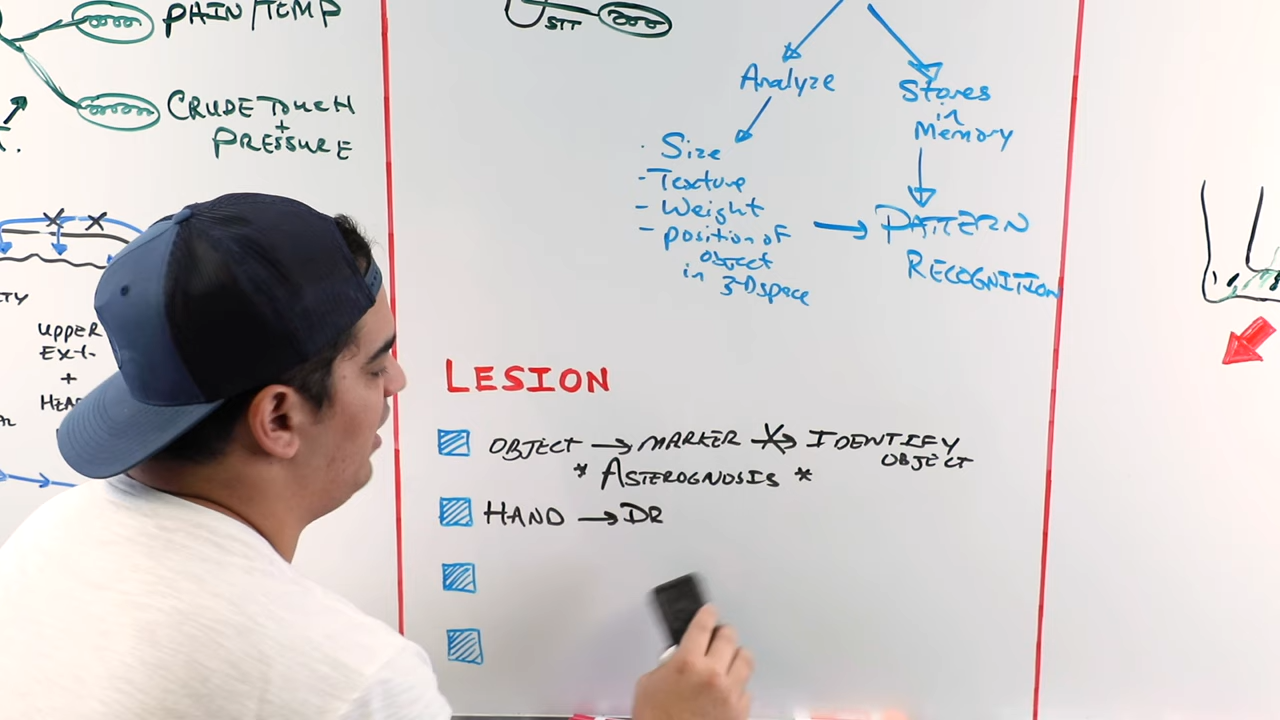 PAIN/TEMP
CRUDE TOUCH
+
PRESSURE
UPPER
EXT.
+
STT
Analyze
Stores
in
Memory
- Size
- Texture
- Weight
- position of
object
in 3-D space
PATTERN
RECOGNITION
LESION
OBJECT → MARKER → IDENTIFY
OBJECT
* ASTEROGNOSIS *
HAND → DR